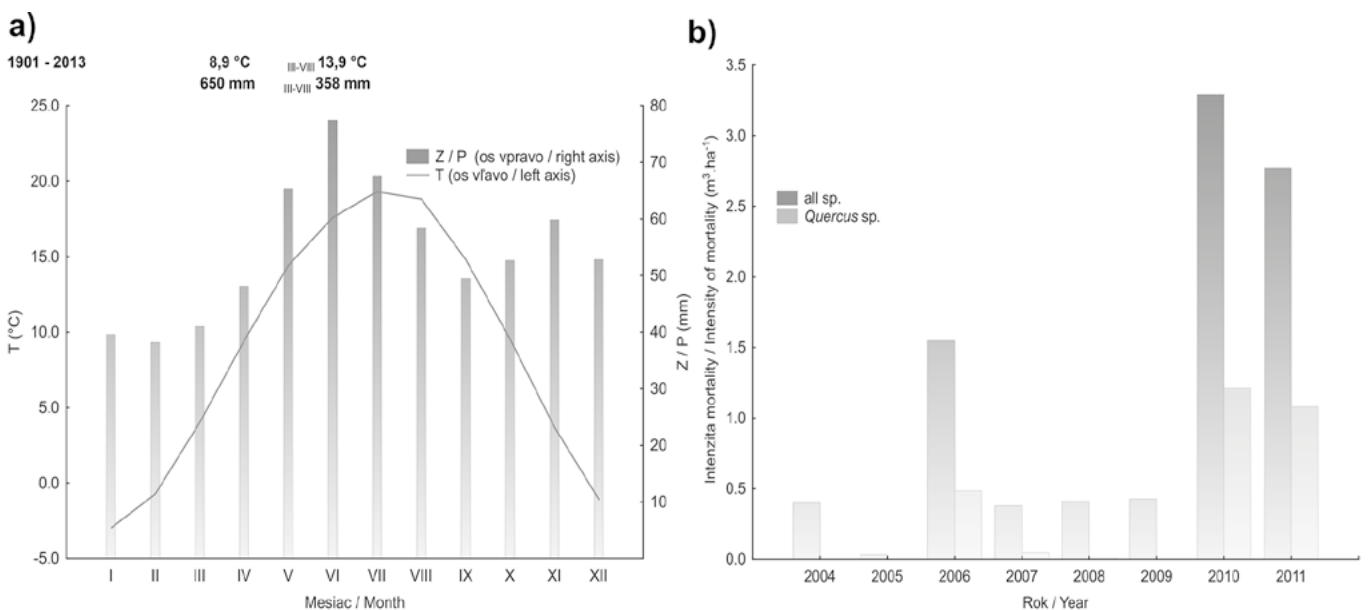 a)
1901 - 2013
8,9 °C
III-VIII 13,9 °C
650 mm
III-VIII 358 mm
25.0
20.0
15.0
10.0
5.0
0.0
-5.0
T (°C)
80
70
60
50
40
30
20
10
Z / P (mm)
Z / P (os vpravo / right axis)
T (os vľavo / left axis)
I II III IV V VI VII VIII IX X XI XII
Mesiac / Month
b)
Intenzita mortality / Intensity of mortality (m³.ha⁻¹)
3.5
3.0
2.5
2.0
1.5
1.0
0.5
0.0
all sp.
Quercus sp.
2004 2005 2006 2007 2008 2009 2010 2011
Rok / Year